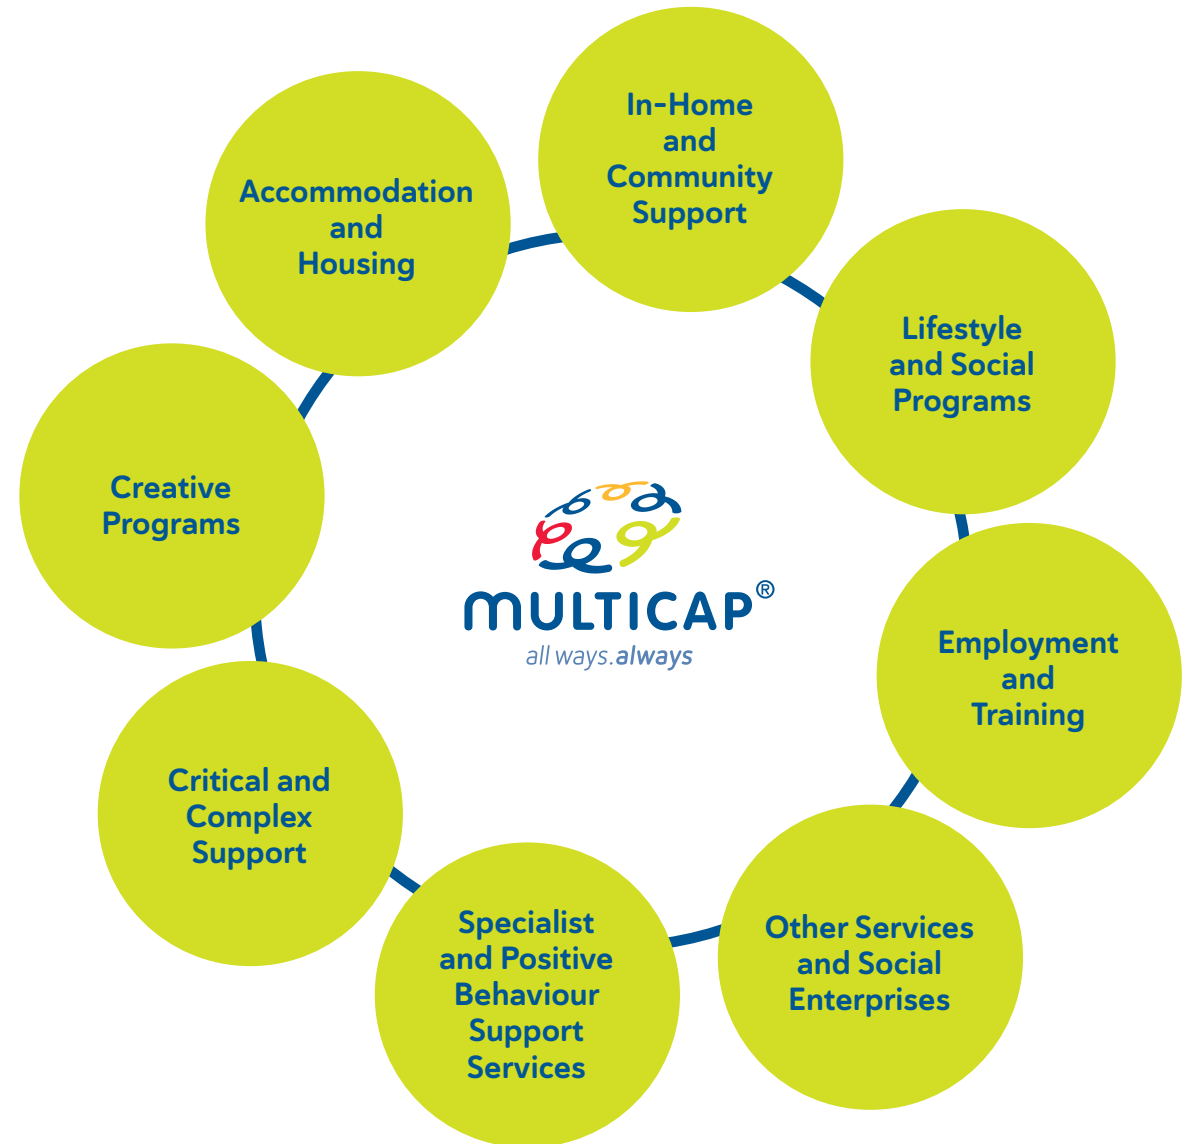 In-Home
and
Community
Support
Accommodation
and
Housing
Lifestyle
and Social
Programs
Creative
Programs
MULTICAP®
all ways.always
Employment
and
Training
Critical and
Complex
Support
Specialist
and Positive
Behaviour
Support
Services
Other Services
and Social
Enterprises